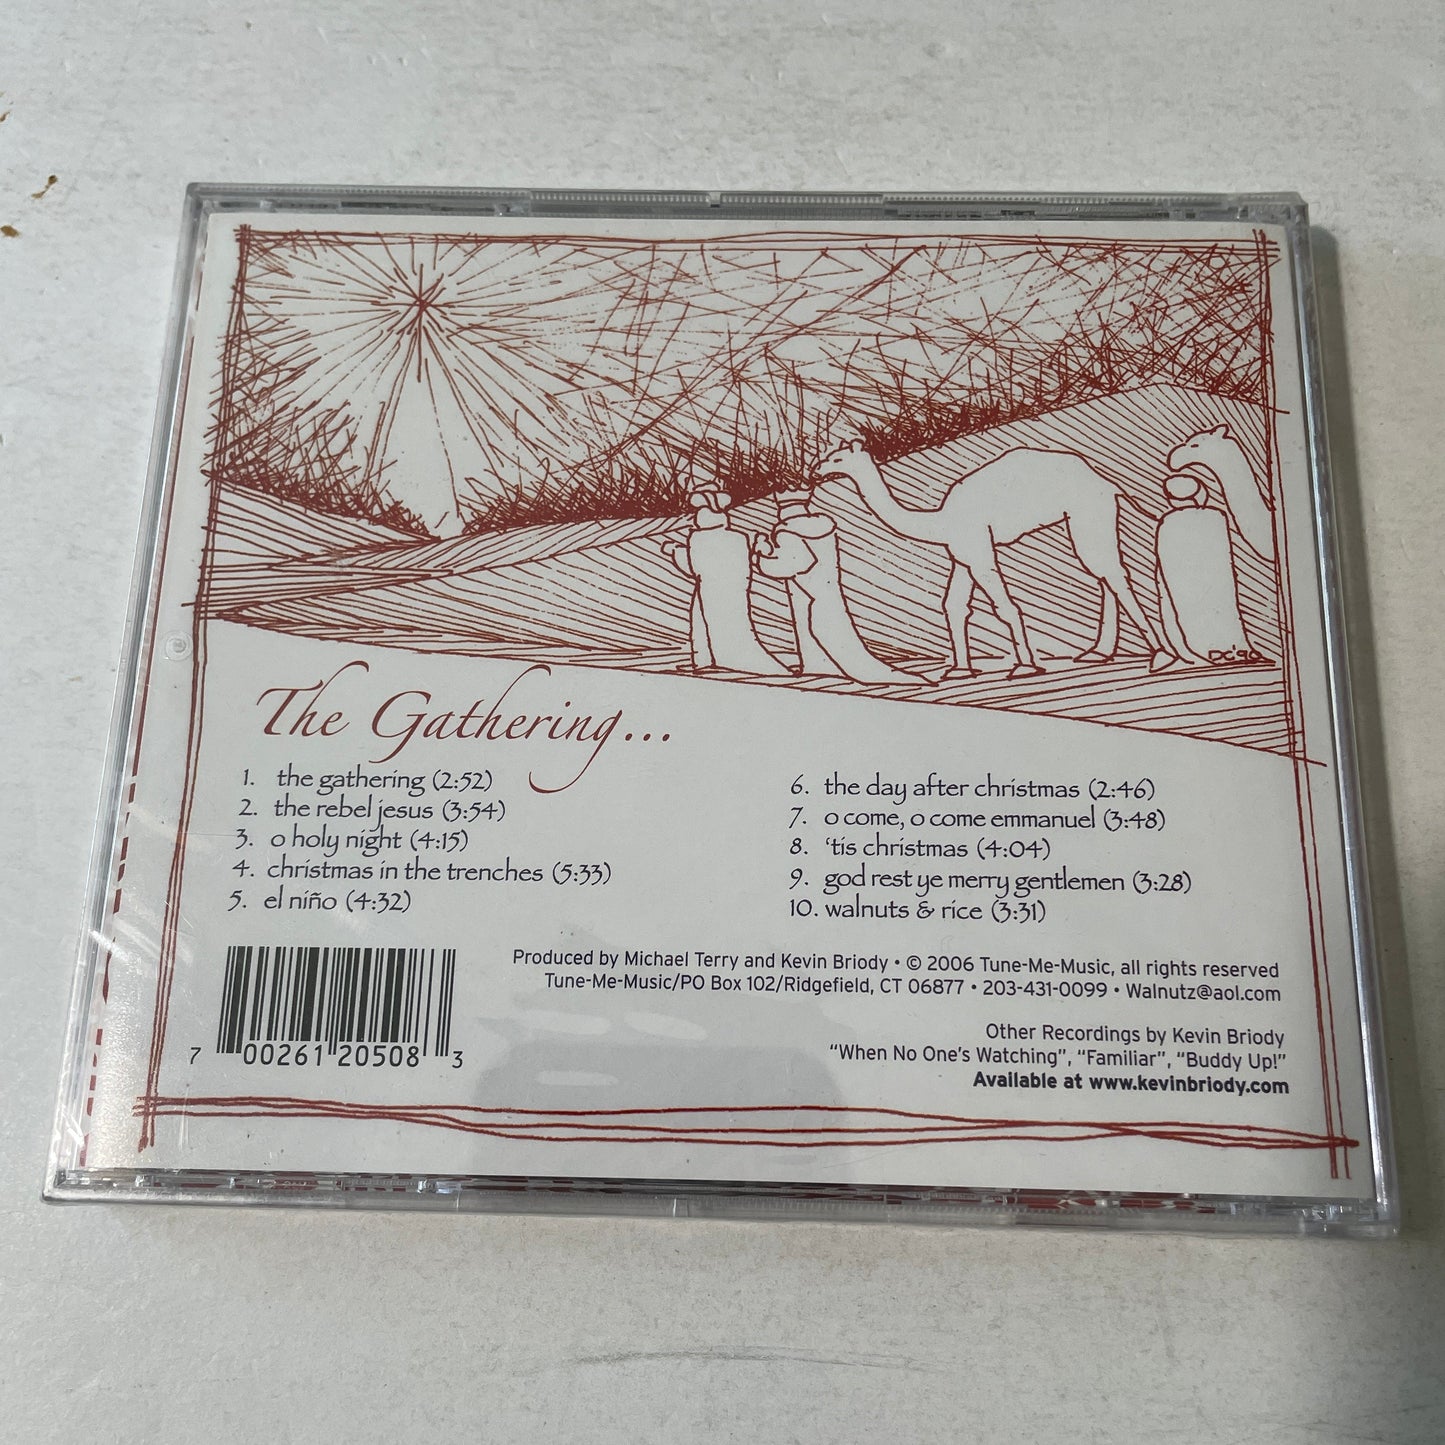 DC'90
The Gathering...
1. the gathering (2:52)
2. the rebel jesus (3:54)
3. o holy night (4:15)
4. christmas in the trenches (5:33)
5. el niño (4:32)
6. the day after christmas (2:46)
7. o come, o come emmanuel (3:48)
8. ‘tis christmas (4:04)
9. god rest ye merry gentlemen (3:28)
10. walnuts & rice (3:31)
Produced by Michael Terry and Kevin Briody • © 2006 Tune-Me-Music, all rights reserved
Tune-Me-Music/PO Box 102/Ridgefield, CT 06877 • 203-431-0099 • Walnutz@aol.com
Other Recordings by Kevin Briody
“When No One’s Watching”, “Familiar”, “Buddy Up!”
Available at www.kevinbriody.com
7 00261 20508 3